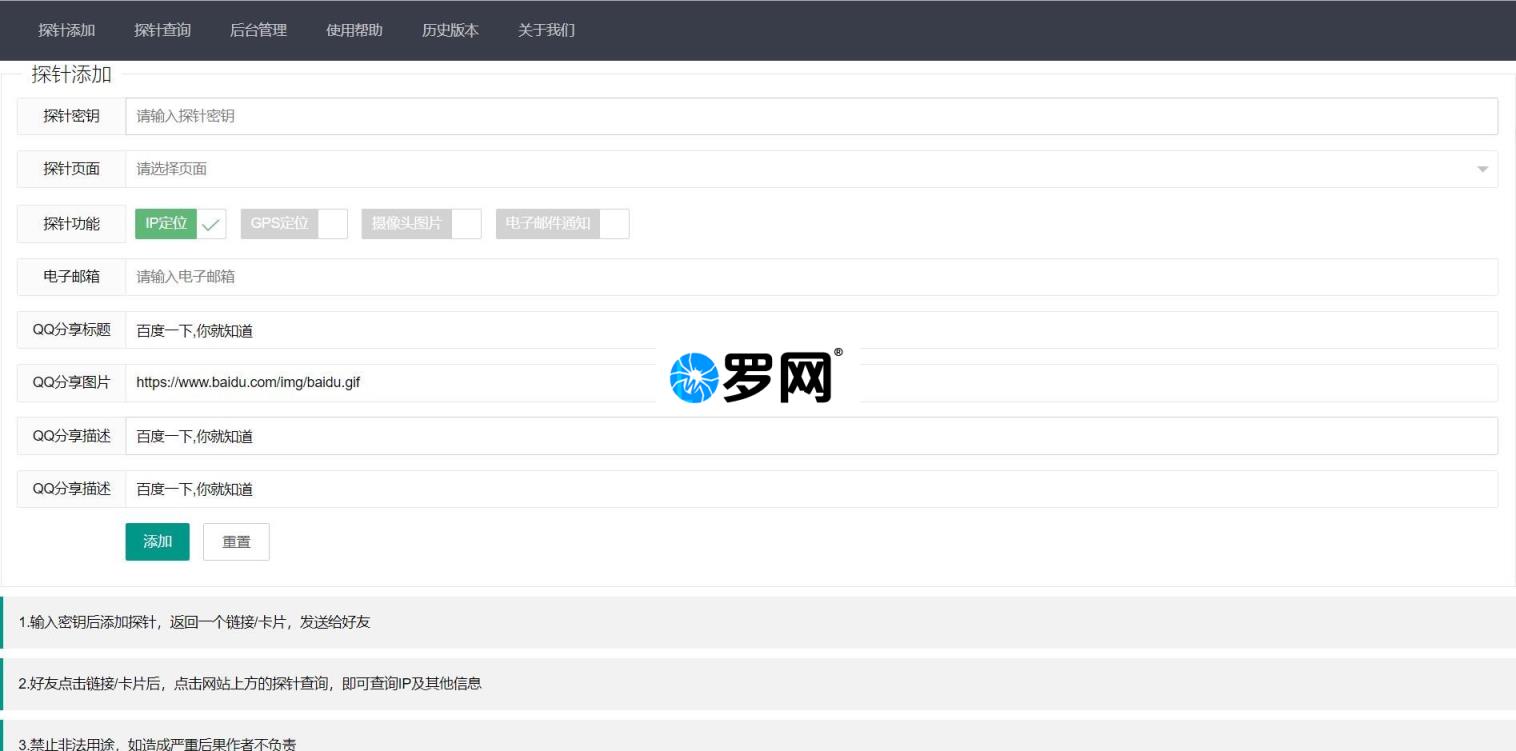 探针添加 探针查询 后台管理 使用帮助 历史版本 关于我们
探针添加
探针密钥 请输入探针密钥
探针页面 请选择页面
探针功能 IP定位 GPS定位 摄像头图片 电子邮件通知
电子邮箱 请输入电子邮箱
QQ分享标题 百度一下,你就知道
QQ分享图片 https://www.baidu.com/img/baidu.gif
罗网®
QQ分享描述 百度一下,你就知道
QQ分享描述 百度一下,你就知道
添加 重置
1.输入密钥后添加探针，返回一个链接/卡片，发送给好友
2.好友点击链接/卡片后，点击网站上方的探针查询，即可查询IP及其他信息
3.禁止非法用途，如造成严重后果作者不负责